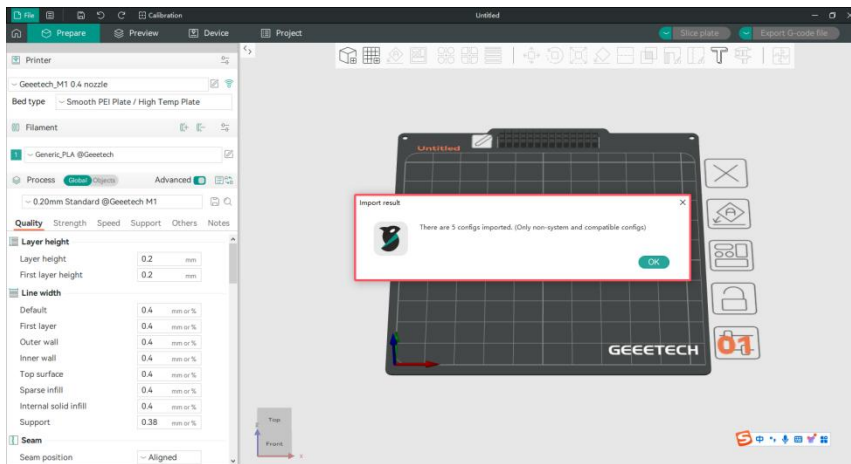 File
Calibration
Untitled
Prepare
Preview
Device
Project
Slice plate
Export G-code file
Printer
Geeetech_M1 0.4 nozzle
Bed type
Smooth PEI Plate / High Temp Plate
Filament
1
Generic_PLA @Geeetech
Process
Global
Objects
Advanced
0.20mm Standard @Geeetech M1
Quality
Strength
Speed
Support
Others
Notes
Layer height
Layer height 0.2 mm
First layer height 0.2 mm
Line width
Default 0.4 mm or %
First layer 0.4 mm or %
Outer wall 0.4 mm or %
Inner wall 0.4 mm or %
Top surface 0.4 mm or %
Sparse infill 0.4 mm or %
Internal solid infill 0.4 mm or %
Support 0.38 mm or %
Seam
Seam position Aligned
Untitled
Import result
There are 5 configs imported. (Only non-system and compatible configs)
OK
GEEETECH
01
Top
Front
z
x
中